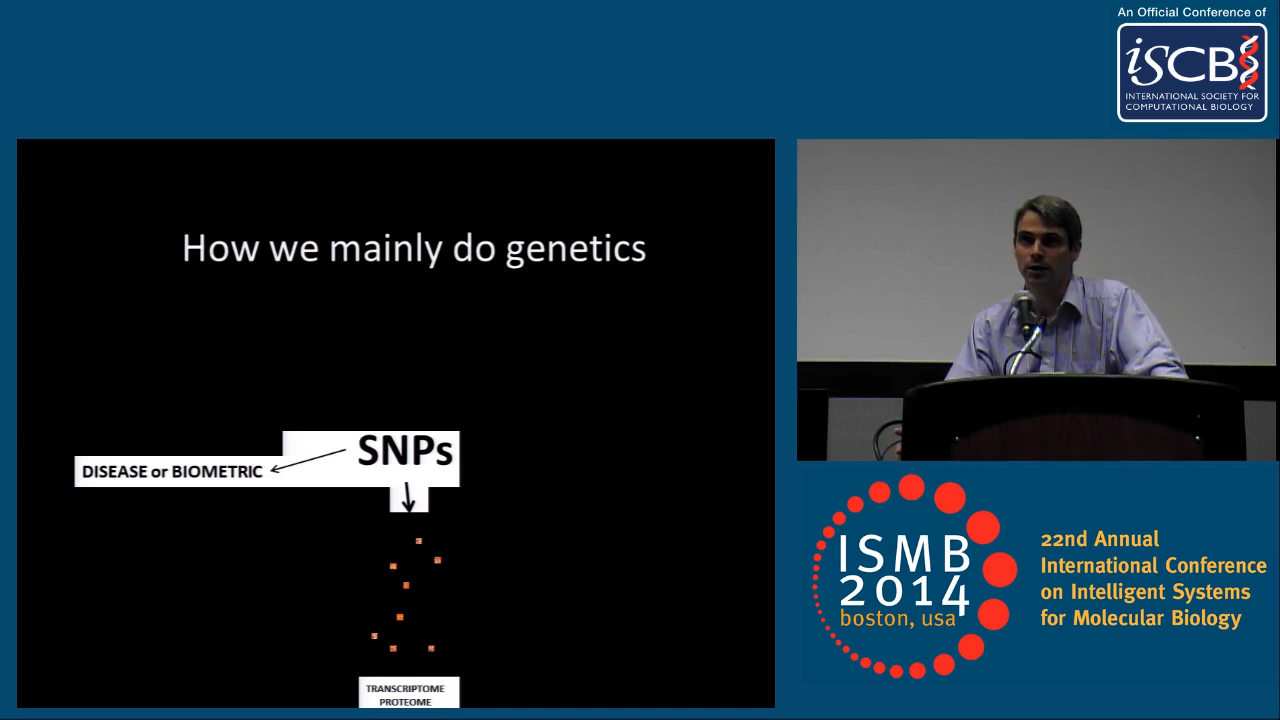 An Official Conference of
iSCB
INTERNATIONAL SOCIETY FOR
COMPUTATIONAL BIOLOGY
How we mainly do genetics
SNPs
DISEASE or BIOMETRIC
TRANSCRIPTOME
PROTEOME
ISMB
2014
boston, usa
22nd Annual
International Conference
on Intelligent Systems
for Molecular Biology